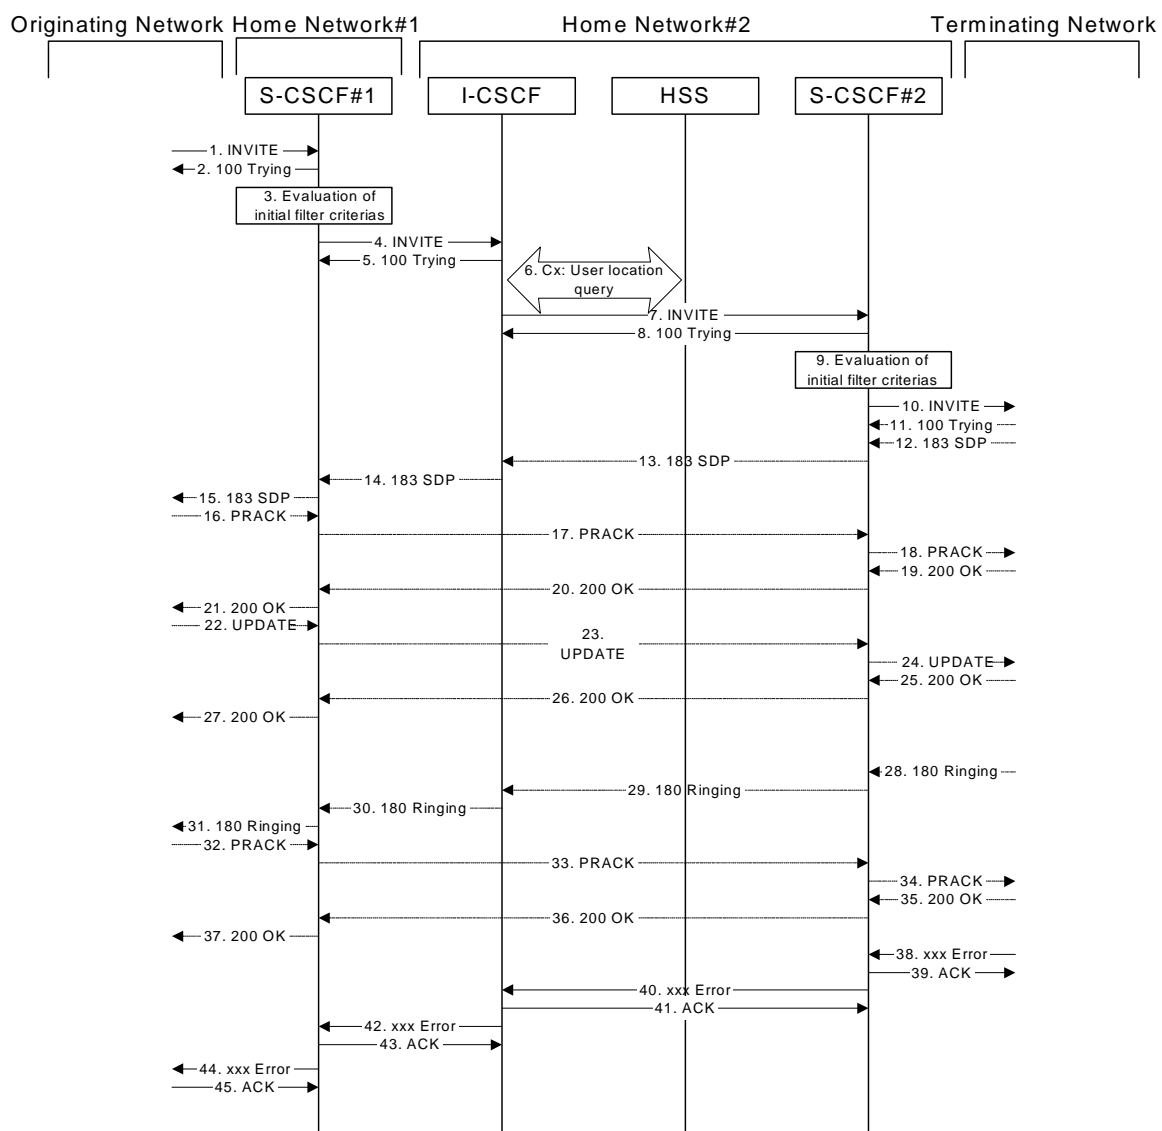 Originating Network Home Network#1 Home Network#2 Terminating Network
S-CSCF#1 I-CSCF HSS S-CSCF#2
1. INVITE
2. 100 Trying
3. Evaluation of
initial filter criterias
4. INVITE
5. 100 Trying
6. Cx: User location
query
7. INVITE
8. 100 Trying
9. Evaluation of
initial filter criterias
10. INVITE
11. 100 Trying
12. 183 SDP
13. 183 SDP
14. 183 SDP
15. 183 SDP
16. PRACK
17. PRACK
18. PRACK
19. 200 OK
20. 200 OK
21. 200 OK
22. UPDATE
23.
UPDATE
24. UPDATE
25. 200 OK
26. 200 OK
27. 200 OK
28. 180 Ringing
29. 180 Ringing
30. 180 Ringing
31. 180 Ringing
32. PRACK
33. PRACK
34. PRACK
35. 200 OK
36. 200 OK
37. 200 OK
38. xxx Error
39. ACK
40. xxx Error
41. ACK
42. xxx Error
43. ACK
44. xxx Error
45. ACK